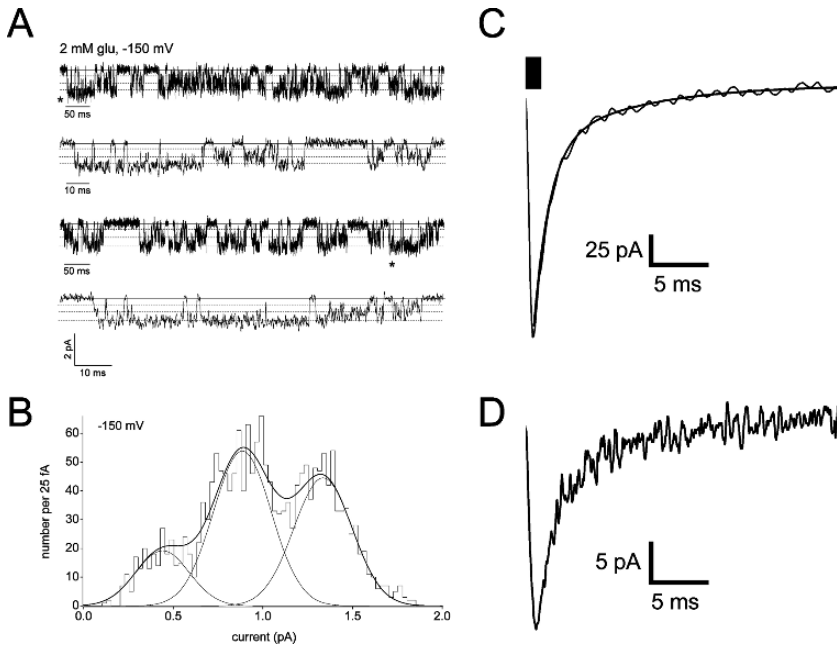 A
2 mM glu, -150 mV
*
50 ms
10 ms
50 ms
*
2 pA
10 ms
B
-150 mV
number per 25 fA
60
50
40
30
20
10
0
0.0 0.5 1.0 1.5 2.0
current (pA)
C
25 pA
5 ms
D
5 pA
5 ms